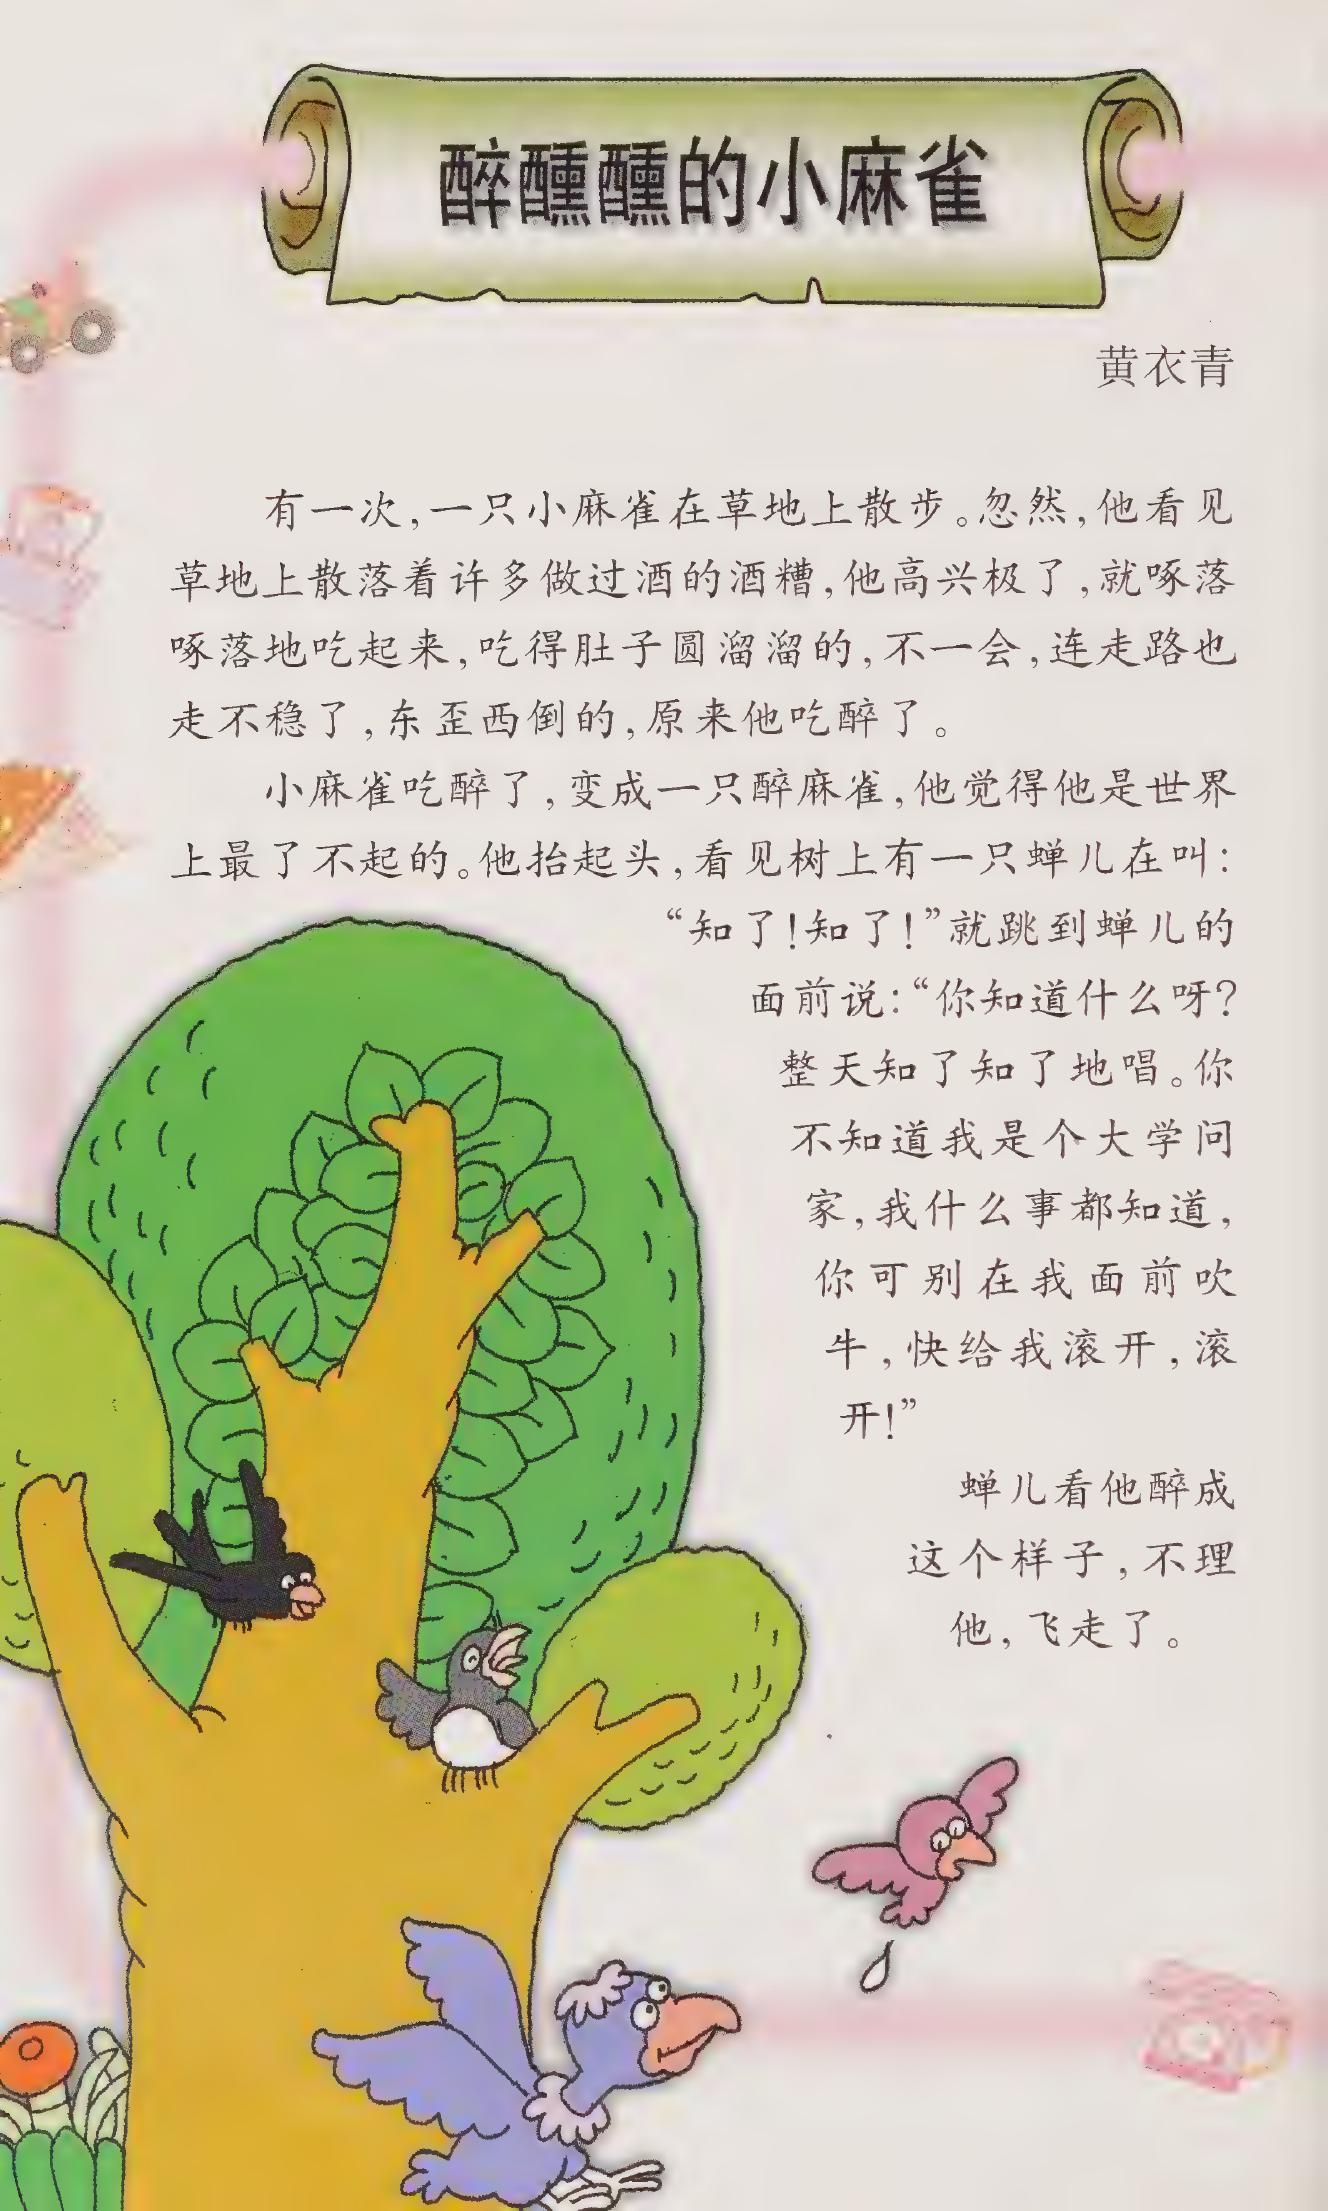 醉醺醺的小麻雀
黄衣青
有一次,一只小麻雀在草地上散步。忽然,他看见
草地上散落着许多做过酒的酒糟,他高兴极了,就啄落
啄落地吃起来,吃得肚子圆溜溜的,不一会,连走路也
走不稳了,东歪西倒的,原来他吃醉了。
小麻雀吃醉了,变成一只醉麻雀,他觉得他是世界
上最了不起的。他抬起头,看见树上有一只蝉儿在叫:
“知了!知了!”就跳到蝉儿的
面前说:“你知道什么呀?
整天知了知了地唱。你
不知道我是个大学问
家,我什么事都知道,
你可别在我面前吹
牛,快给我滚开,滚
开!”
蝉儿看他醉成
这个样子,不理
他,飞走了。